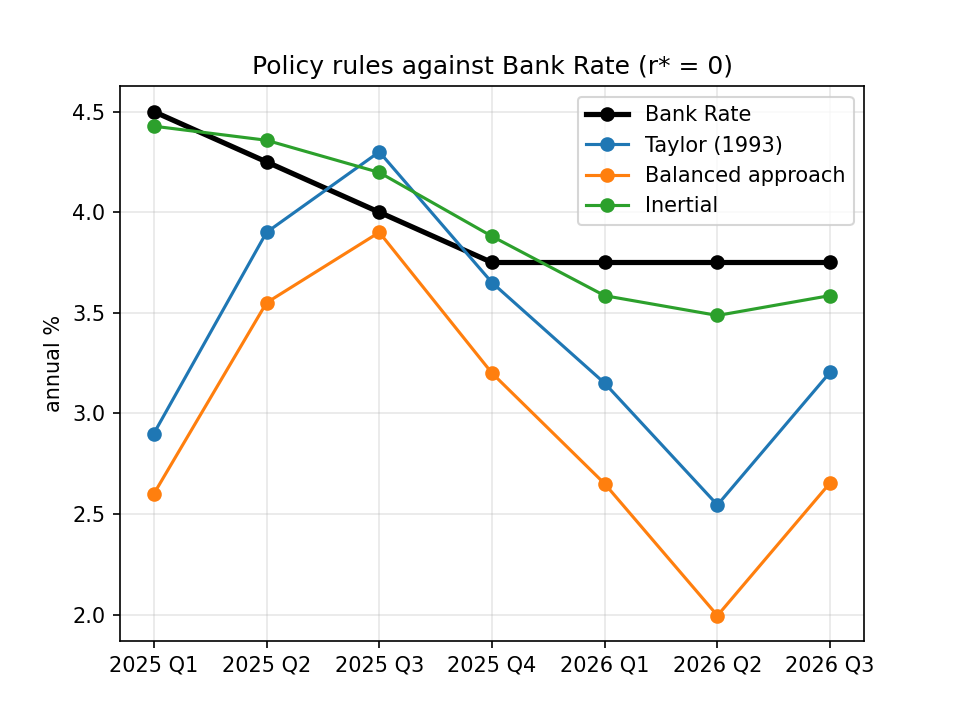 Policy rules against Bank Rate (r* = 0)
Bank Rate
Taylor (1993)
Balanced approach
Inertial
annual %
4.5
4.0
3.5
3.0
2.5
2.0
2025 Q1 2025 Q2 2025 Q3 2025 Q4 2026 Q1 2026 Q2 2026 Q3